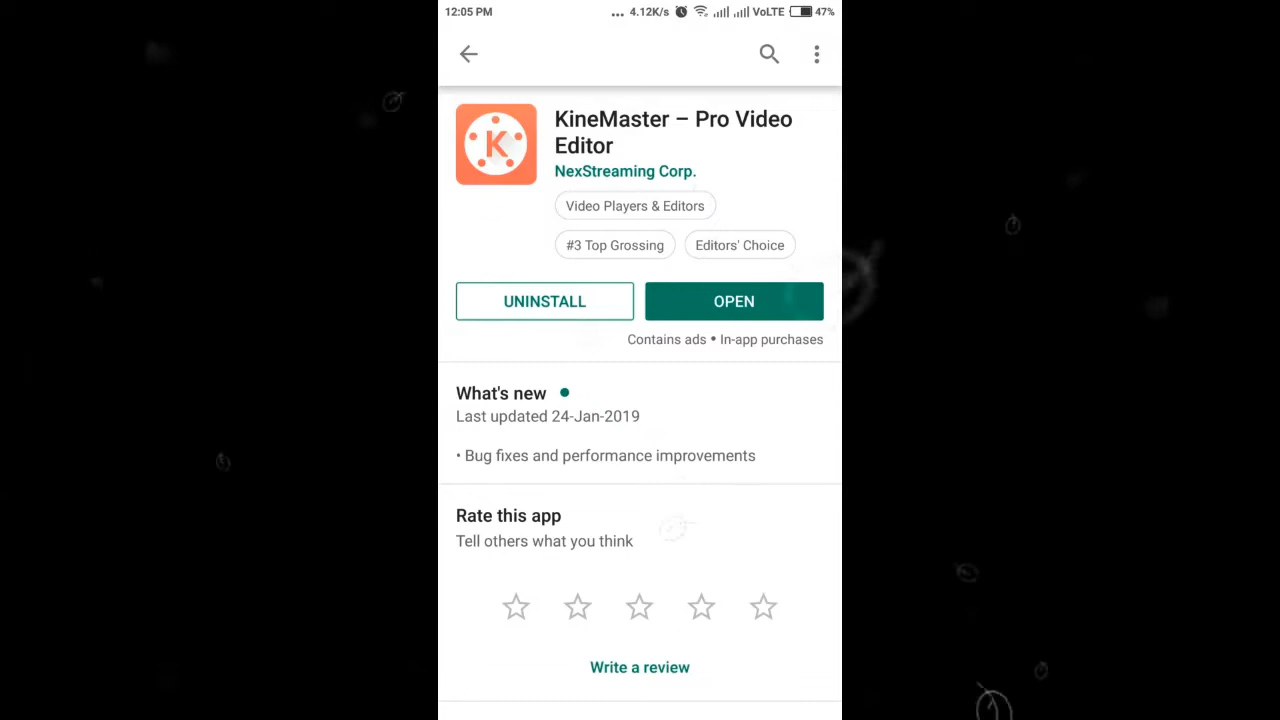 12:05 PM ... 4.12K/s VoLTE 47%
KineMaster – Pro Video
Editor
K
NexStreaming Corp.
Video Players & Editors
#3 Top Grossing Editors' Choice
UNINSTALL OPEN
Contains ads • In-app purchases
What's new
Last updated 24-Jan-2019
• Bug fixes and performance improvements
Rate this app
Tell others what you think
Write a review